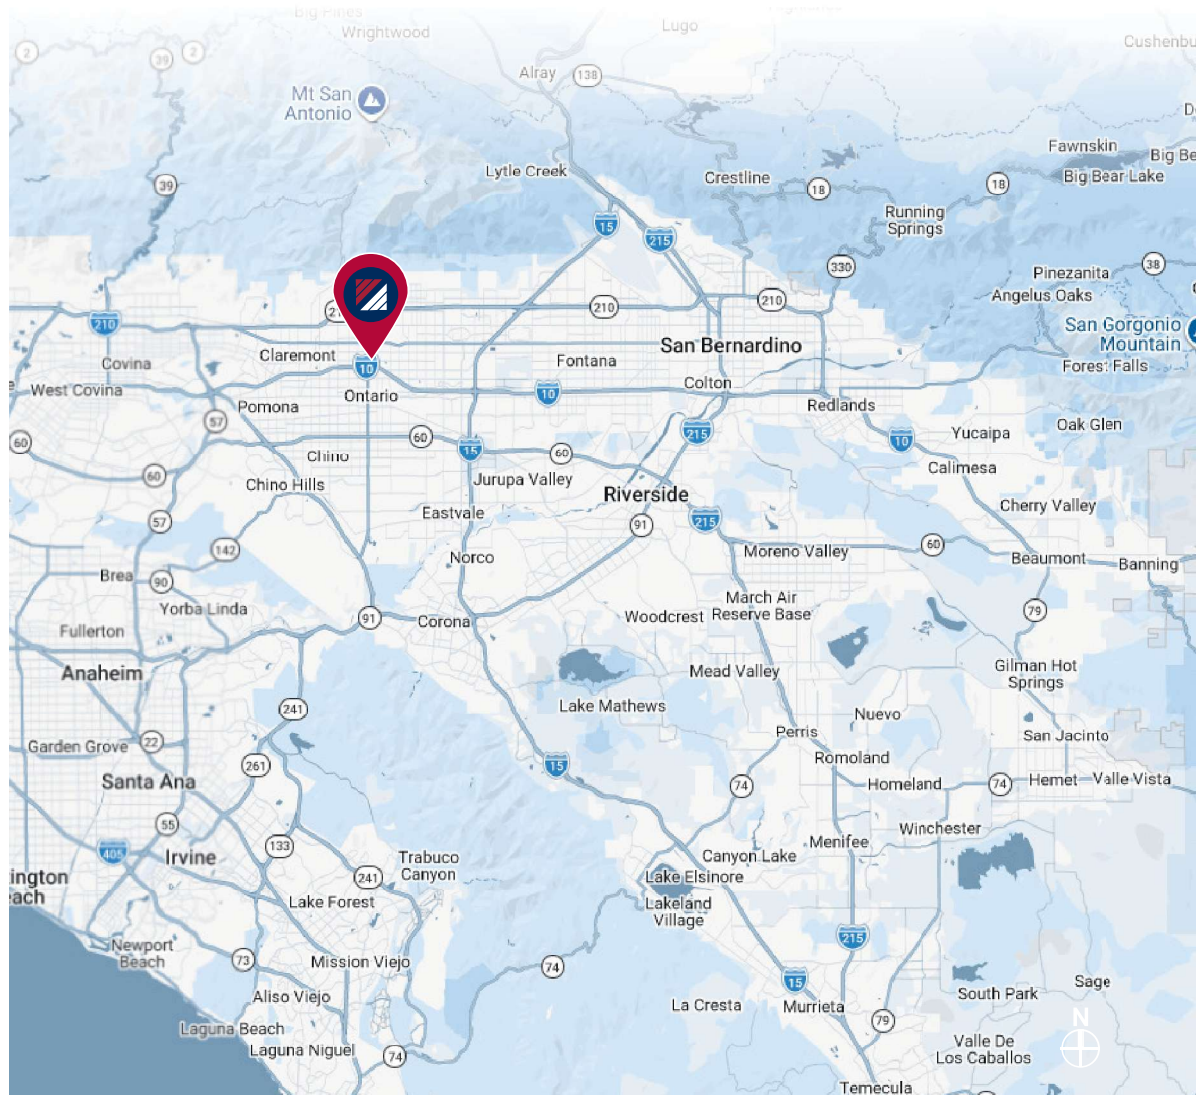 Big Pines
Wrightwood
Lugo
Cushenbu
2
39
2
Alray
138
Mt San
Antonio
Fawnskin
Big Be
Big Bear Lake
Lytle Creek
Crestline
39
18
18
Running
Springs
15
215
330
38
Pinezanita
Angelus Oaks
210
210
210
San Gorgonio
Mountain
Forest Falls
Claremont
Covina
Fontana
San Bernardino
10
West Covina
Ontario
10
Colton
Redlands
Pomona
57
60
60
215
10
Yucaipa
Oak Glen
15
60
Chino
Calimesa
60
Chino Hills
Jurupa Valley
Riverside
Cherry Valley
57
Eastvale
91
215
142
Norco
Moreno Valley
60
Beaumont
Banning
Brea
90
Yorba Linda
91
Corona
Woodcrest
March Air
Reserve Base
79
Fullerton
Anaheim
Mead Valley
Gilman Hot
Springs
241
Lake Mathews
Nuevo
22
Garden Grove
Perris
San Jacinto
261
15
Romoland
Santa Ana
74
Homeland
74
Hemet
Valle Vista
55
133
Menifee
Winchester
405
Irvine
Trabuco
Canyon
Canyon Lake
241
Lake Elsinore
ington
each
Lake Forest
Lakeland
Village
Newport
Beach
215
73
Mission Viejo
74
15
Aliso Viejo
La Cresta
Murrieta
South Park
Sage
Laguna Beach
79
N
Laguna Niguel
74
Valle De
Los Caballos
Temecula